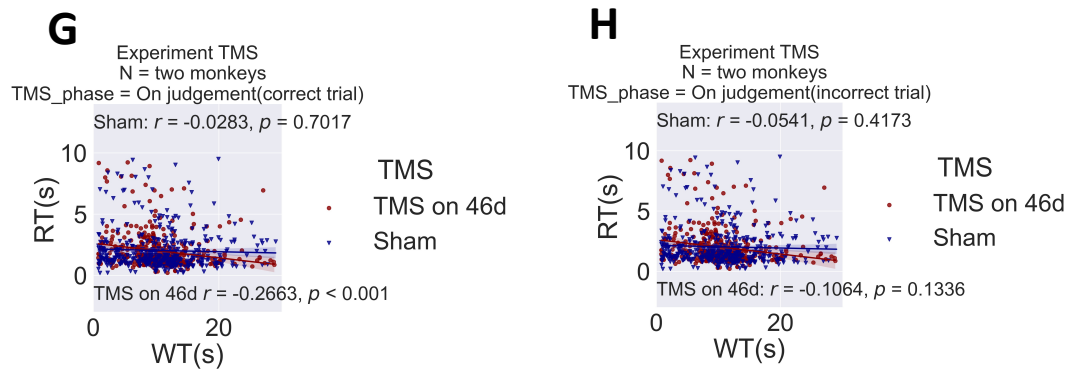 G
Experiment TMS
N = two monkeys
TMS_phase = On judgement(correct trial)
Sham: r = -0.0283, p = 0.7017
10
5
0
RT(s)
TMS on 46d r = -0.2663, p < 0.001
0 20
WT(s)
TMS
TMS on 46d
Sham
H
Experiment TMS
N = two monkeys
TMS_phase = On judgement(incorrect trial)
Sham: r = -0.0541, p = 0.4173
10
5
0
RT(s)
TMS on 46d: r = -0.1064, p = 0.1336
0 20
WT(s)
TMS
TMS on 46d
Sham